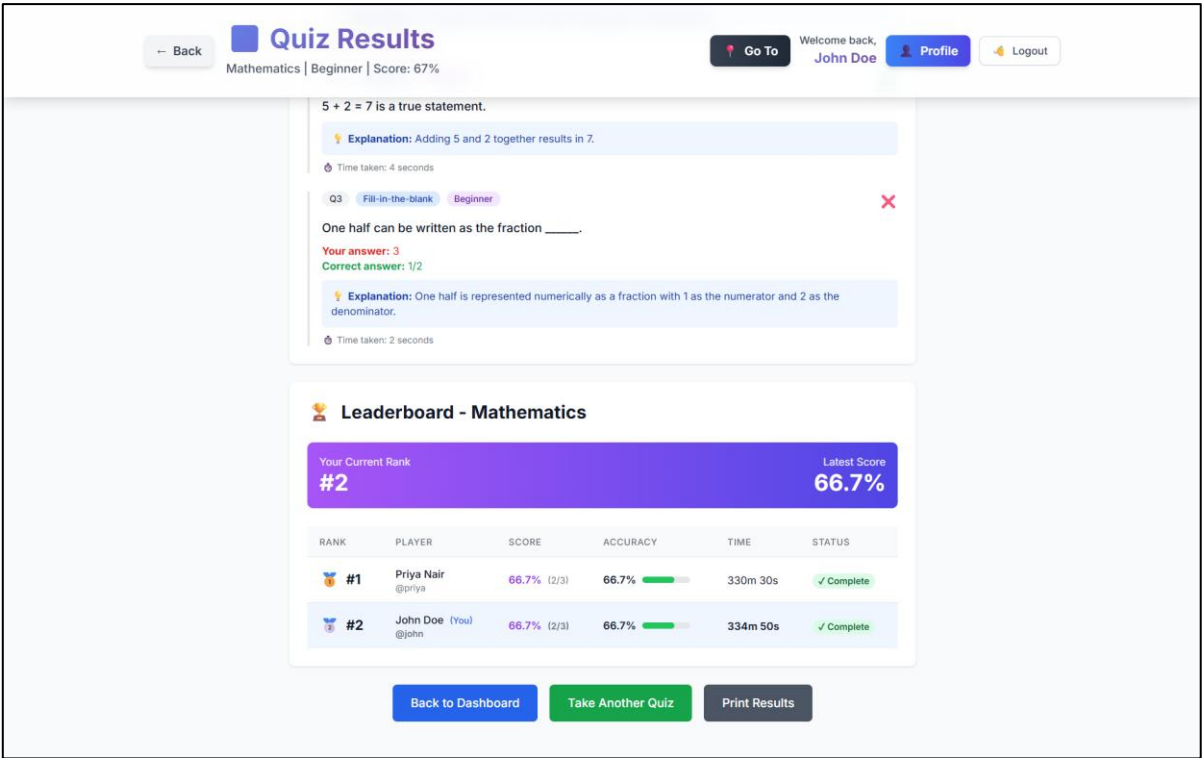 ← Back
Quiz Results
Mathematics | Beginner | Score: 67%
Go To
Welcome back,
John Doe
Profile
Logout
5 + 2 = 7 is a true statement.
Explanation: Adding 5 and 2 together results in 7.
Time taken: 4 seconds
Q3 Fill-in-the-blank Beginner
One half can be written as the fraction ______.
Your answer: 3
Correct answer: 1/2
Explanation: One half is represented numerically as a fraction with 1 as the numerator and 2 as the
denominator.
Time taken: 2 seconds
Leaderboard - Mathematics
Your Current Rank Latest Score
#2 66.7%
RANK PLAYER SCORE ACCURACY TIME STATUS
#1 Priya Nair 66.7% (2/3) 66.7% 330m 30s ✓ Complete
@priya
#2 John Doe (You) 66.7% (2/3) 66.7% 334m 50s ✓ Complete
@john
Back to Dashboard Take Another Quiz Print Results